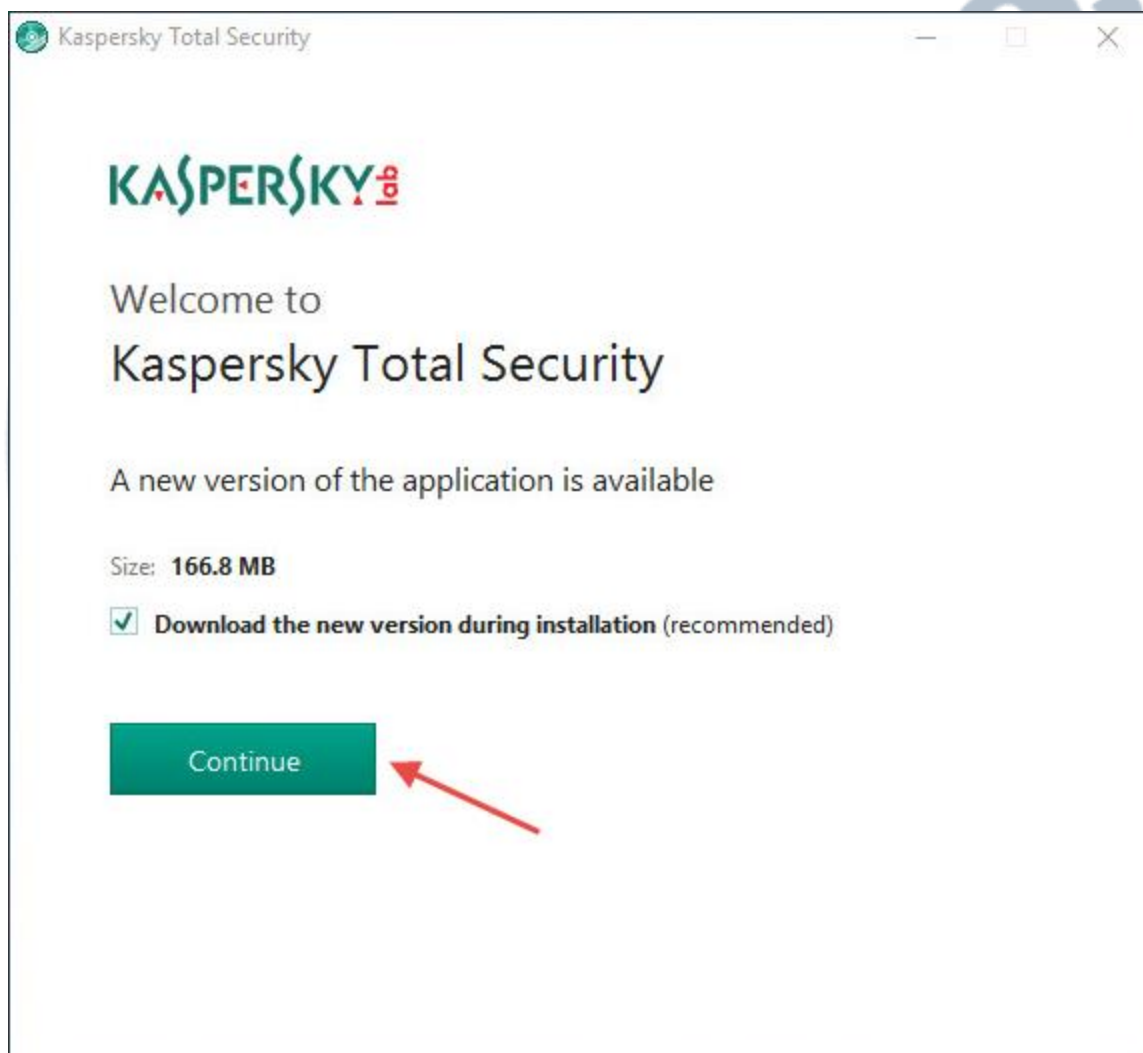 Kaspersky Total Security
KASPERSKY lab
Welcome to
Kaspersky Total Security
A new version of the application is available
Size: 166.8 MB
Download the new version during installation (recommended)
Continue